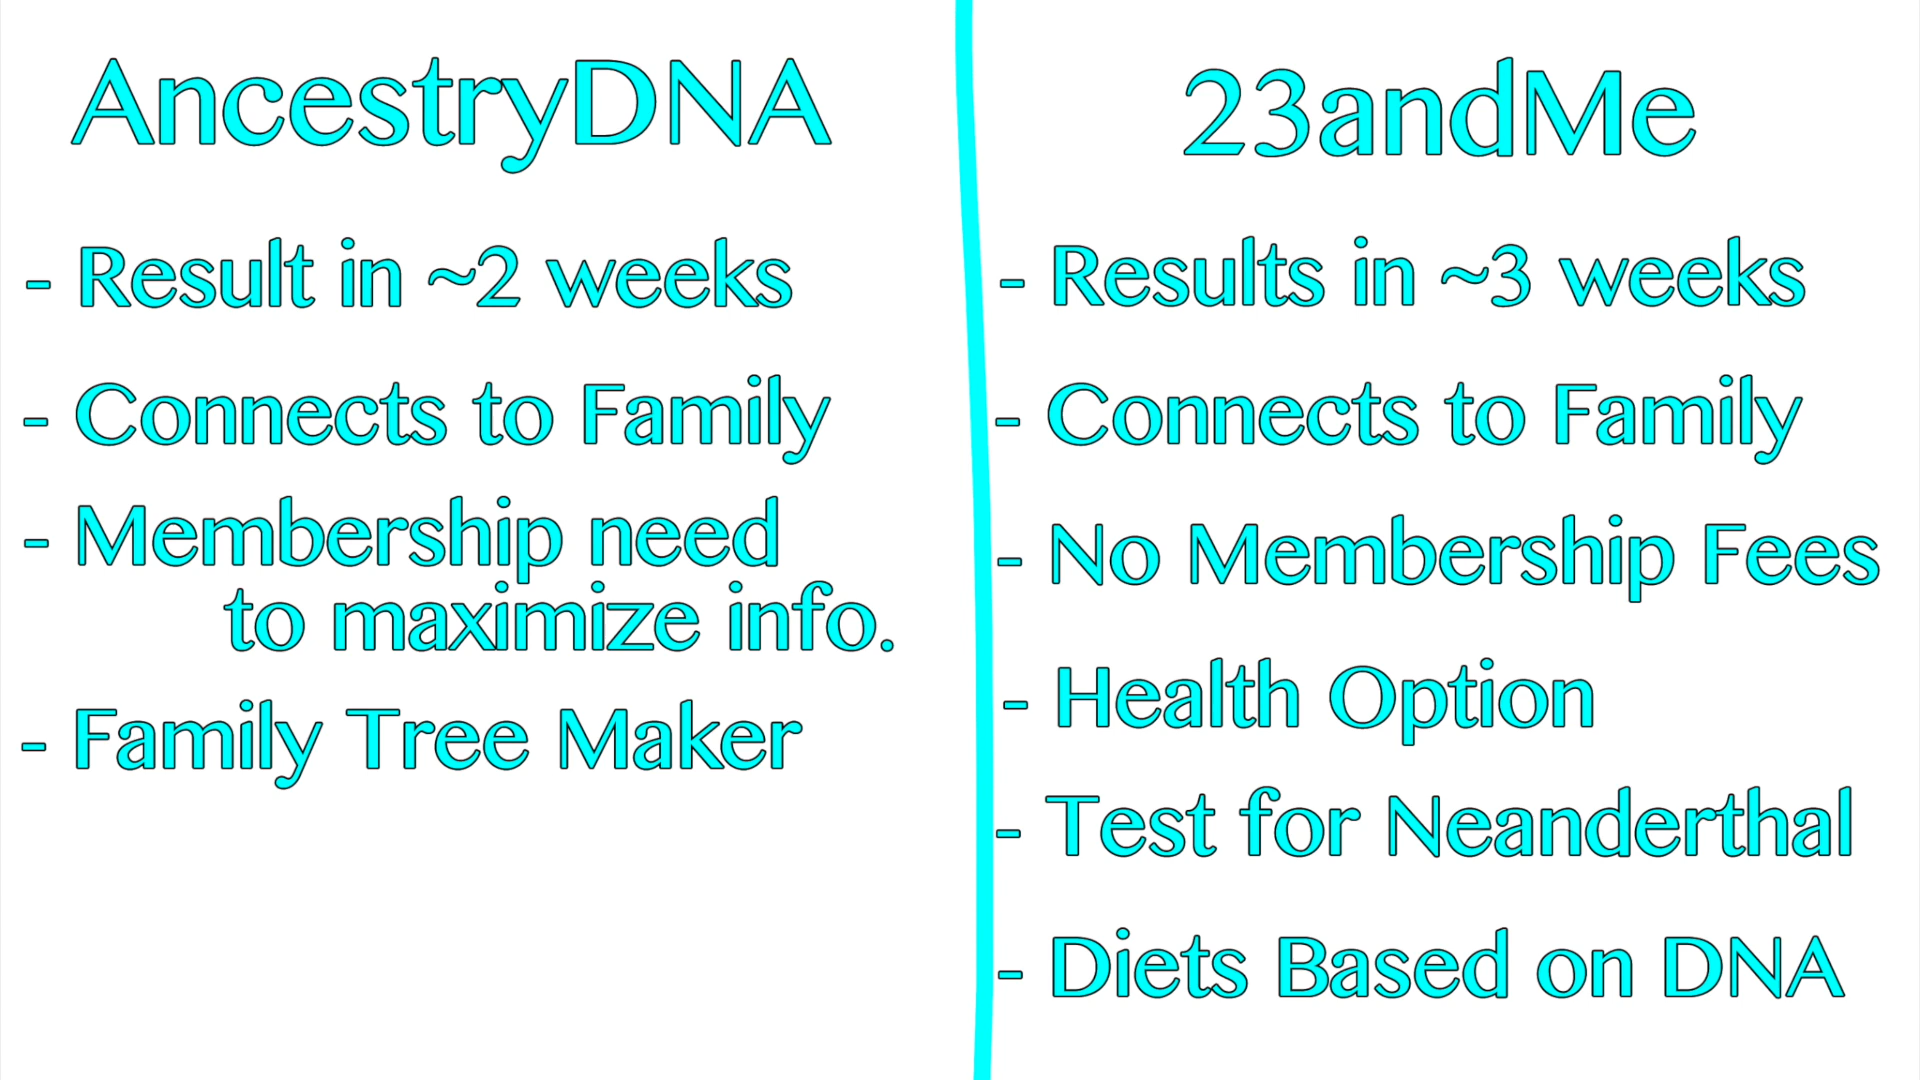 AncestryDNA
- Result in ~2 weeks
- Connects to Family
- Membership need
to maximize info.
- Family Tree Maker
23andMe
- Results in ~3 weeks
- Connects to Family
- No Membership Fees
- Health Option
- Test for Neanderthal
- Diets Based on DNA